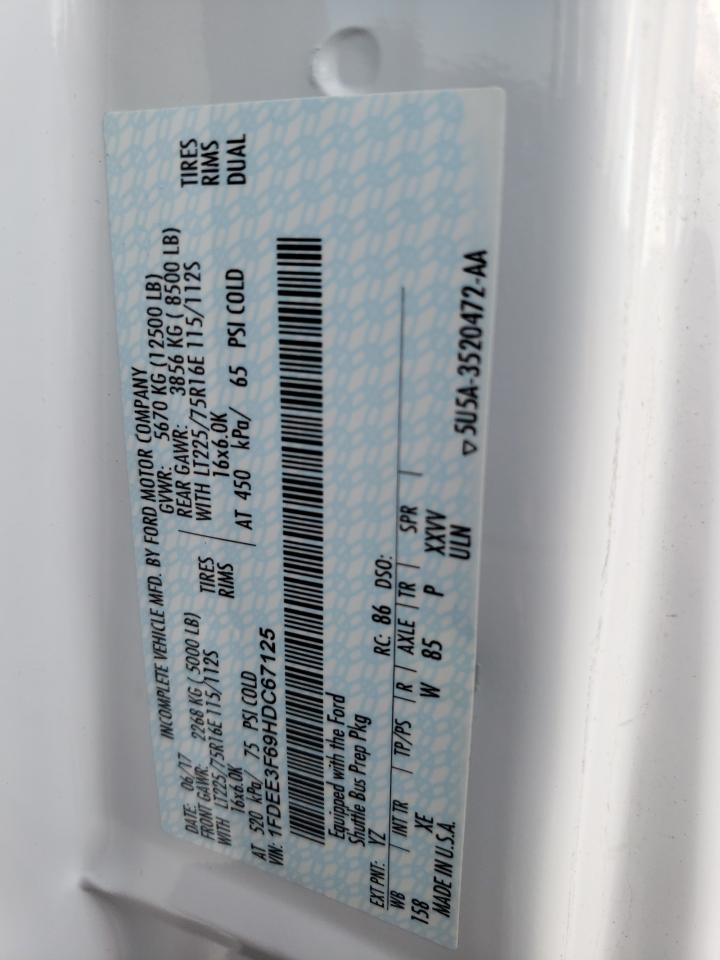 INCOMPLETE VEHICLE MFD. BY FORD MOTOR COMPANY
DATE: 06/17 GVWR: 5670 KG (12500 LB)
FRONT GAWR: 2268 KG ( 5000 LB) REAR GAWR: 3856 KG ( 8500 LB)
WITH LT225/75R16E 115/112S TIRES WITH LT225/75R16E 115/112S TIRES
16x6.0K RIMS 16x6.0K RIMS
AT 520 kPa/ 75 PSI COLD AT 450 kPa/ 65 PSI COLD DUAL
VIN: 1FDEE3F69HDC67125
Equipped with the Ford
Shuttle Bus Prep Pkg
EXT PNT: YZ RC: 86 DSO:
WB INT TR TP/PS R AXLE TR SPR
158 XE W 85 P XXVV
MADE IN U.S.A. ULN
5U5A-3520472-AA